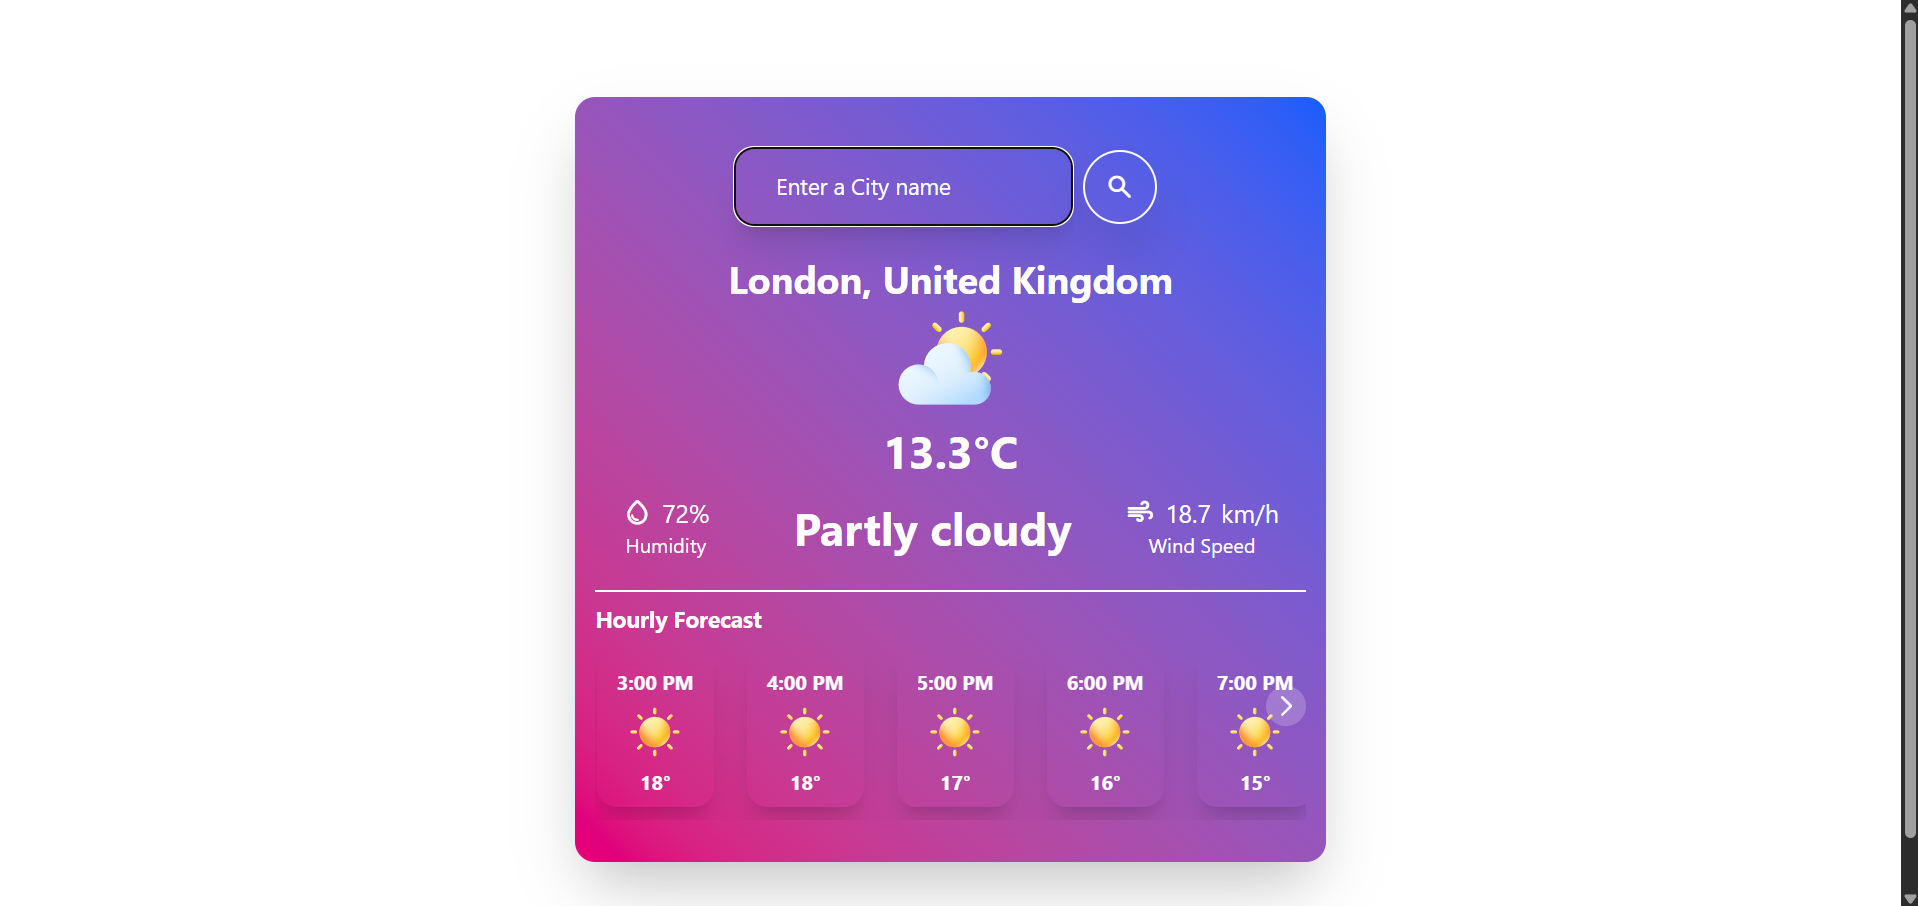 Enter a City name
London, United Kingdom
13.3°C
72%
Humidity
Partly cloudy
18.7 km/h
Wind Speed
Hourly Forecast
3:00 PM
18°
4:00 PM
18°
5:00 PM
17°
6:00 PM
16°
7:00 PM
15°